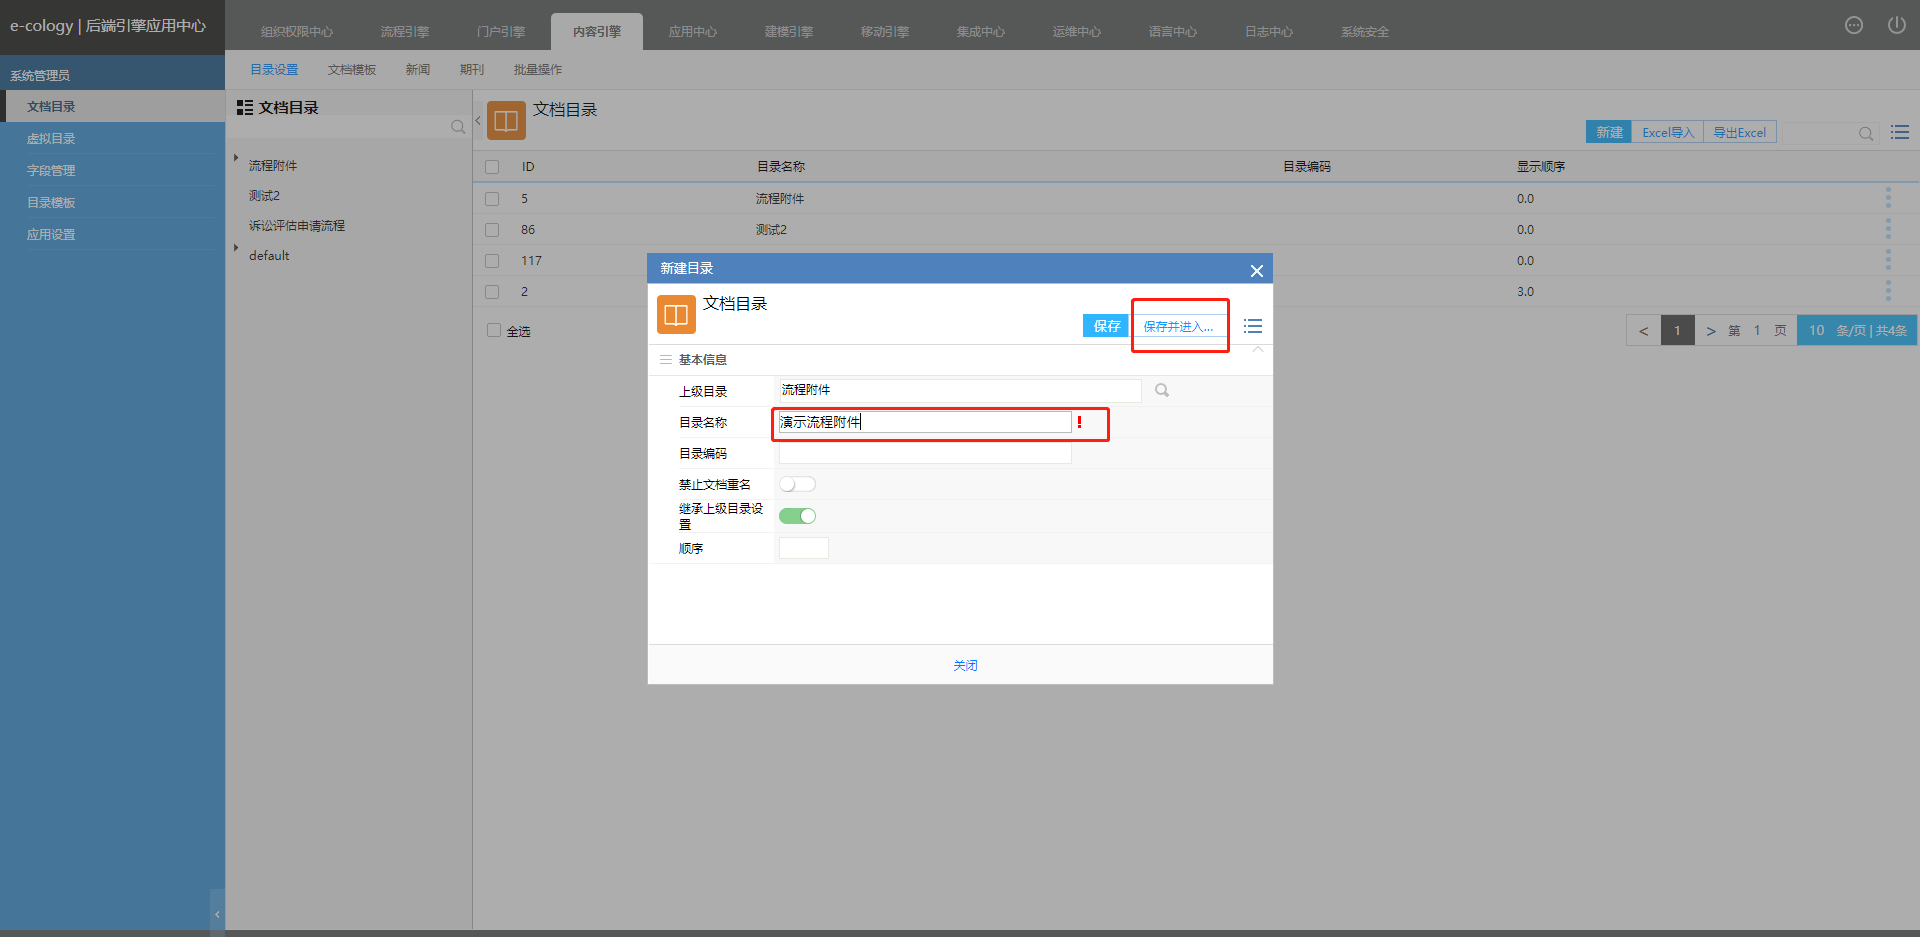 e-cology | 后端引擎应用中心
组织权限中心 流程引擎 门户引擎 内容引擎 应用中心 建模引擎 移动引擎 集成中心 运维中心 语言中心 日志中心 系统安全
系统管理员
目录设置 文档模板 新闻 期刊 批量操作
文档目录
虚拟目录
字段管理
目录模板
应用设置
文档目录
流程附件
测试2
诉讼评估申请流程
default
文档目录
新建 Excel导入 导出Excel
ID 目录名称 目录编码 显示顺序
5 流程附件 0.0
86 测试2 0.0
117 0.0
2 3.0
全选
< 1 > 第 1 页 10 条/页 | 共4条
新建目录
文档目录
保存 保存并进入...
基本信息
上级目录 流程附件
目录名称 演示流程附件 !
目录编码
禁止文档重名
继承上级目录设
置
顺序
关闭